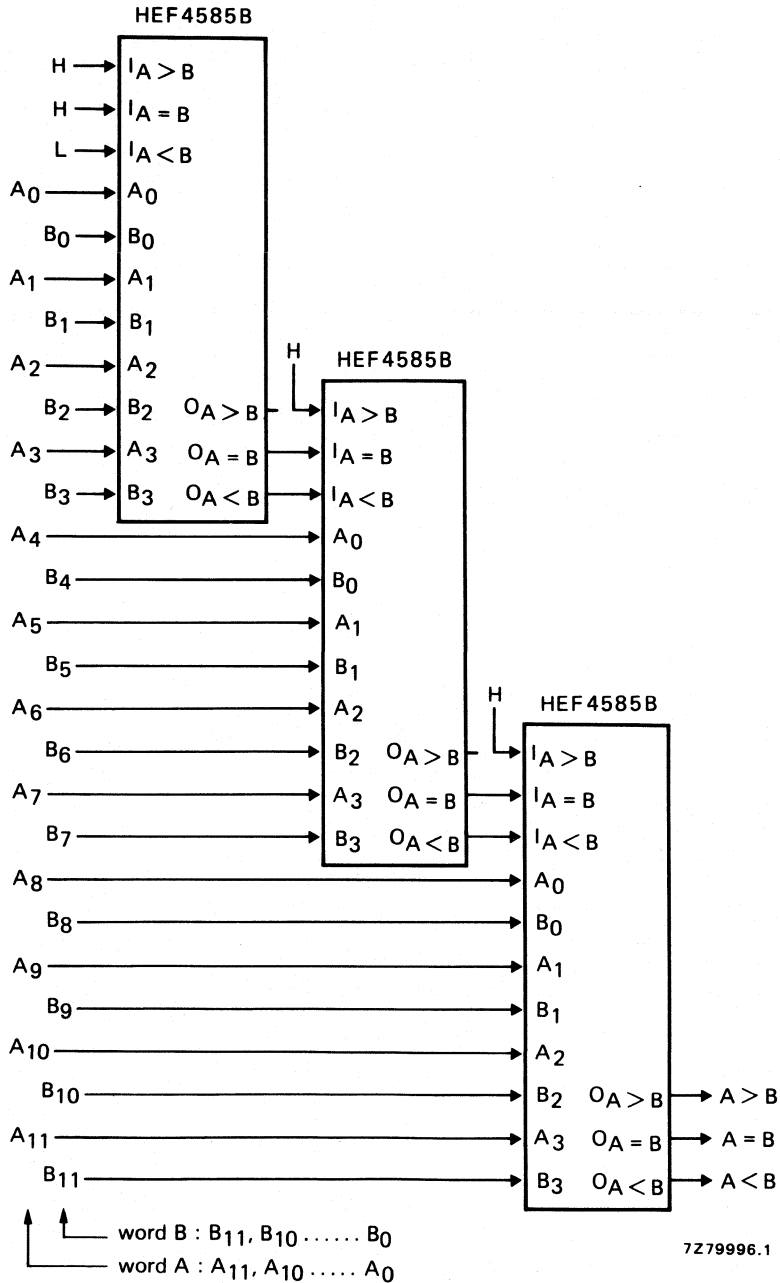 HEF4585B
H I A > B
H I A = B
L I A < B
A0 A0
B0 B0
A1 A1
B1 B1
A2 A2
B2 B2 O A > B
A3 A3 O A = B
B3 B3 O A < B
H HEF4585B
I A > B
I A = B
I A < B
A4 A0
B4 B0
A5 A1
B5 B1
A6 A2
B6 B2 O A > B
A7 A3 O A = B
B7 B3 O A < B
H HEF4585B
I A > B
I A = B
I A < B
A8 A0
B8 B0
A9 A1
B9 B1
A10 A2
B10 B2 O A > B A > B
A11 A3 O A = B A = B
B11 B3 O A < B A < B
word B : B11, B10 ...... B0
word A : A11, A10 ..... A0
7Z79996.1